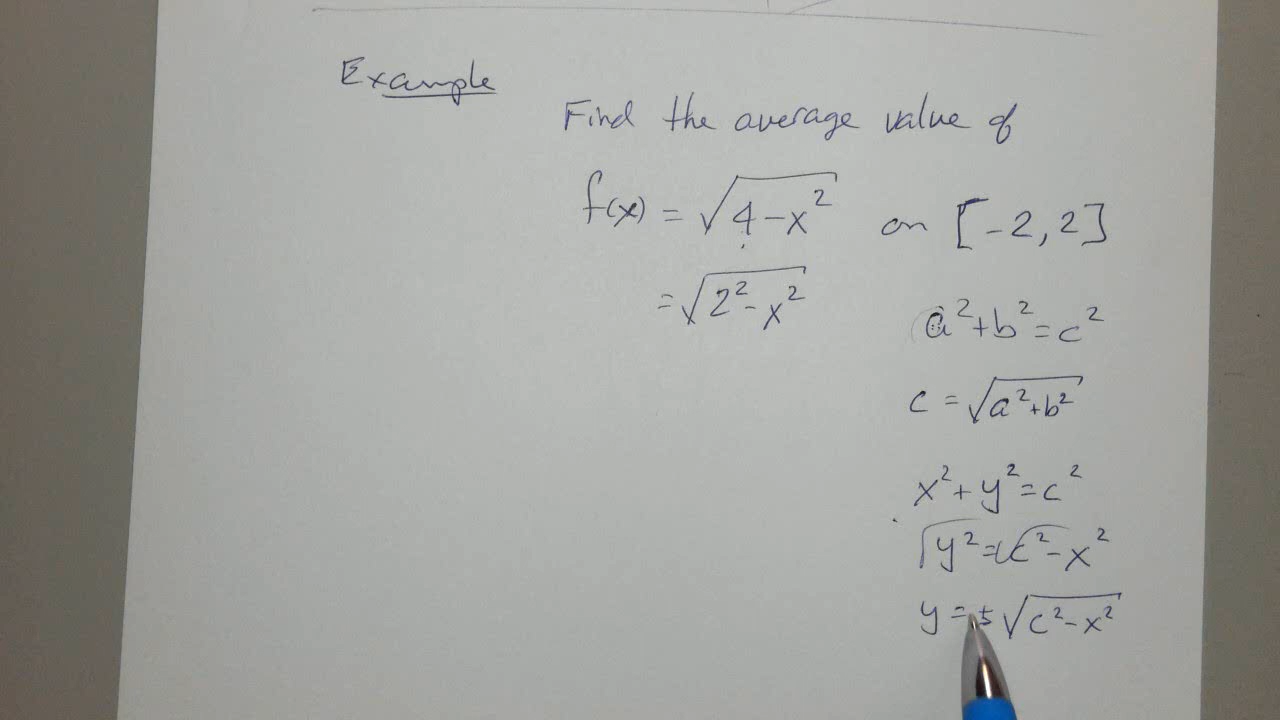 Example
Find the average value of
f(x) = √(4-x²) on [-2,2]
= √(2²-x²)
a²+b²=c²
c = √(a²+b²)
x²+y²=c²
√y²=√c²-x²
y=±√(c²-x²)